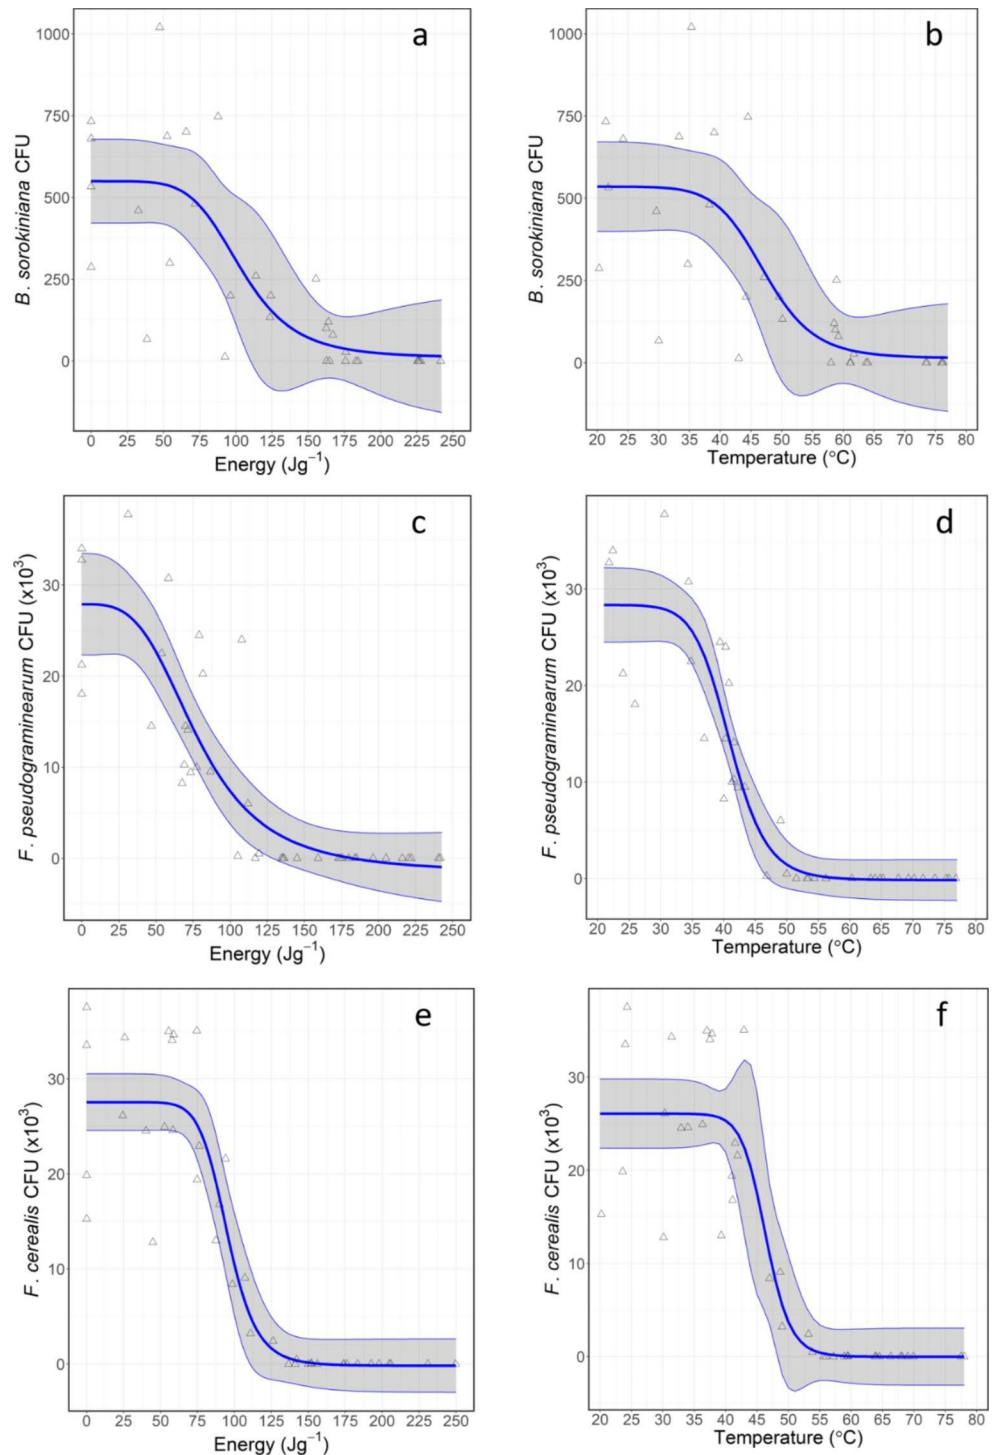 a
1000
750
500
250
0
B. sorokiniana CFU
0 25 50 75 100 125 150 175 200 225 250
Energy (Jg⁻¹)
b
1000
750
500
250
0
B. sorokiniana CFU
20 25 30 35 40 45 50 55 60 65 70 75 80
Temperature (°C)
c
30
20
10
0
F. pseudograminearum CFU (x10³)
0 25 50 75 100 125 150 175 200 225 250
Energy (Jg⁻¹)
d
30
20
10
0
F. pseudograminearum CFU (x10³)
20 25 30 35 40 45 50 55 60 65 70 75 80
Temperature (°C)
e
30
20
10
0
F. cerealis CFU (x10³)
0 25 50 75 100 125 150 175 200 225 250
Energy (Jg⁻¹)
f
30
20
10
0
F. cerealis CFU (x10³)
20 25 30 35 40 45 50 55 60 65 70 75 80
Temperature (°C)